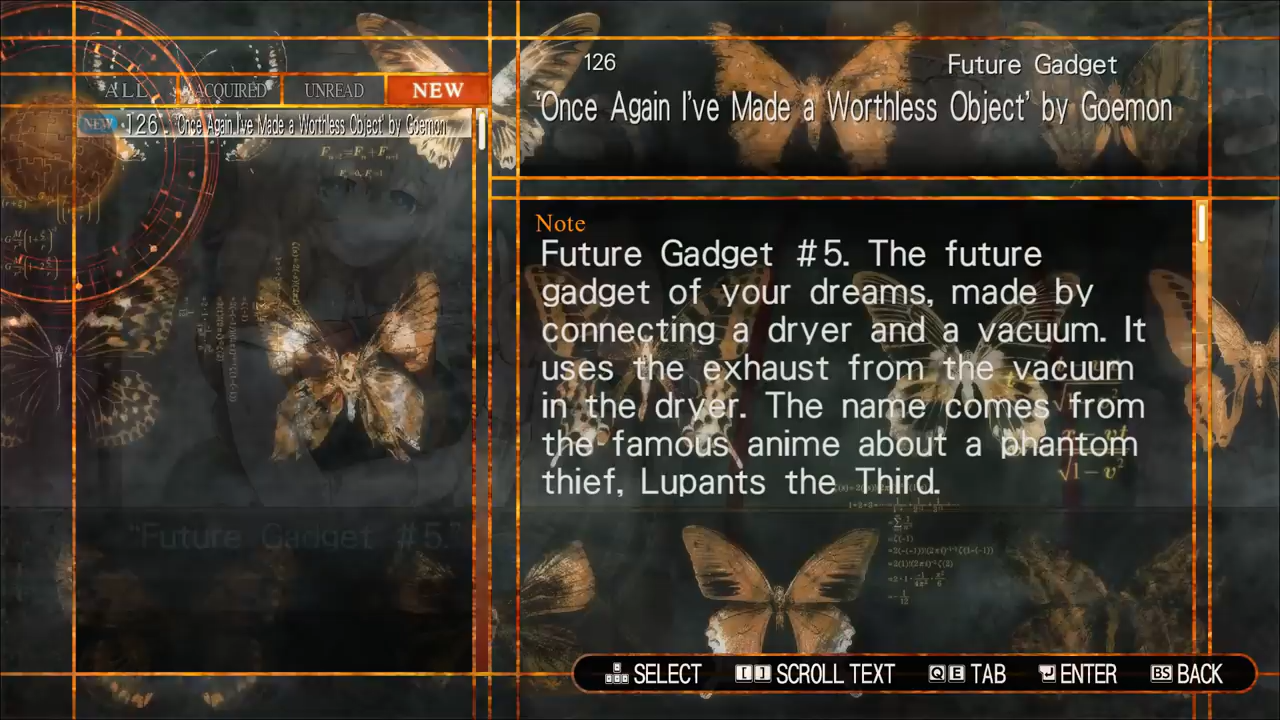 126
Future Gadget
'Once Again I've Made a Worthless Object' by Goemon
ALL
ACQUIRED
UNREAD
NEW
NEW
126. 'Once Again I've Made a Worthless Object' by Goemon
Note
Future Gadget #5. The future
gadget of your dreams, made by
connecting a dryer and a vacuum. It
uses the exhaust from the vacuum
in the dryer. The name comes from
the famous anime about a phantom
thief, Lupants the Third.
"Future Gadget #5."
SELECT
[ ] SCROLL TEXT
Q E TAB
ENTER
BS BACK